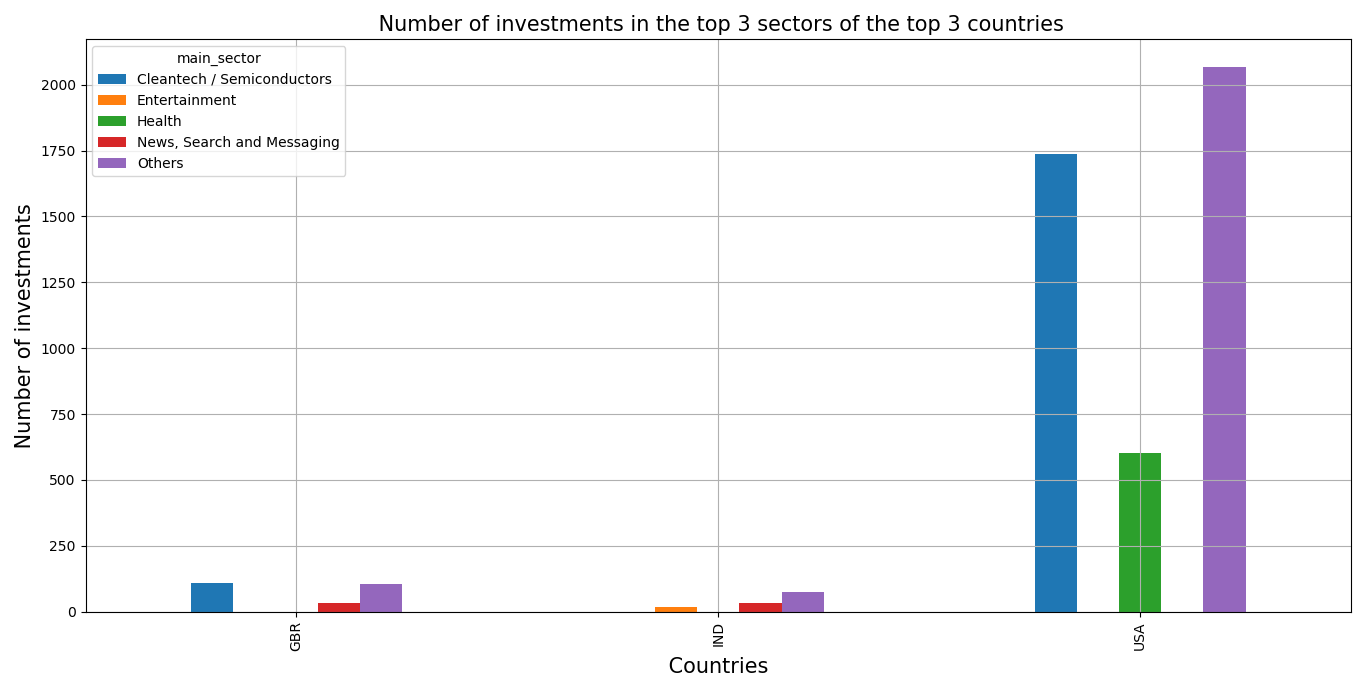 Number of investments in the top 3 sectors of the top 3 countries
main_sector
Cleantech / Semiconductors
Entertainment
Health
News, Search and Messaging
Others
Number of investments
2000
1750
1500
1250
1000
750
500
250
0
GBR
IND
USA
Countries